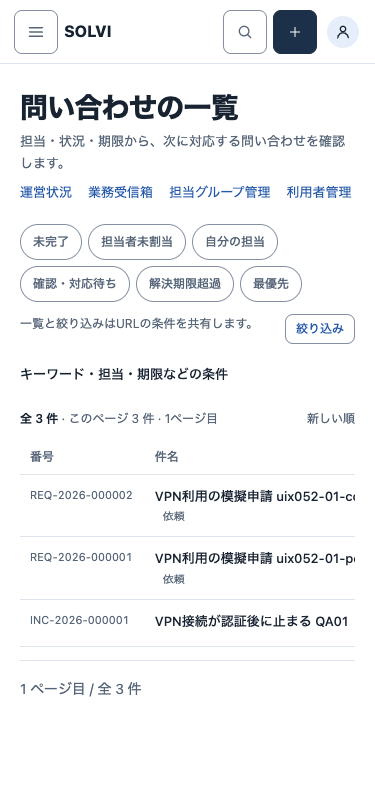 SOLVI
問い合わせの一覧
担当・状況・期限から、次に対応する問い合わせを確認
します。
運営状況 業務受信箱 担当グループ管理 利用者管理
未完了 担当者未割当 自分の担当
確認・対応待ち 解決期限超過 最優先
一覧と絞り込みはURLの条件を共有します。 絞り込み
キーワード・担当・期限などの条件
全 3 件 · このページ 3 件 · 1ページ目 新しい順
番号 件名
REQ-2026-000002 VPN利用の模擬申請 uix052-01-c
依頼
REQ-2026-000001 VPN利用の模擬申請 uix052-01-p
依頼
INC-2026-000001 VPN接続が認証後に止まる QA01
1 ページ目 / 全 3 件